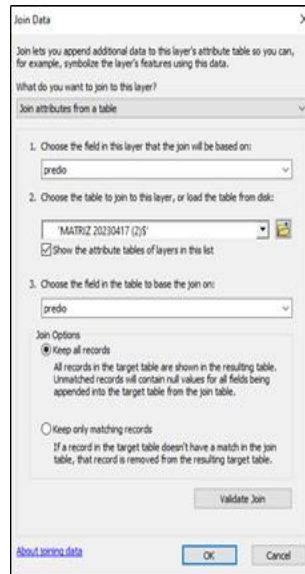 Join Data
Join lets you append additional data to this layer's attribute table so you can,
for example, symbolize the layer's features using this data.
What do you want to join to this layer?
Join attributes from a table
1. Choose the field in this layer that the join will be based on:
predio
2. Choose the table to join to this layer, or load the table from disk:
'MATRIZ 20230417 (2)$'
Show the attribute tables of layers in this list
3. Choose the field in the table to base the join on:
predio
Join Options
Keep all records
All records in the target table are shown in the resulting table.
Unmatched records will contain null values for all fields being
appended into the target table from the join table.
Keep only matching records
If a record in the target table doesn't have a match in the join
table, that record is removed from the resulting target table.
Validate Join
About joining data
OK
Cancel